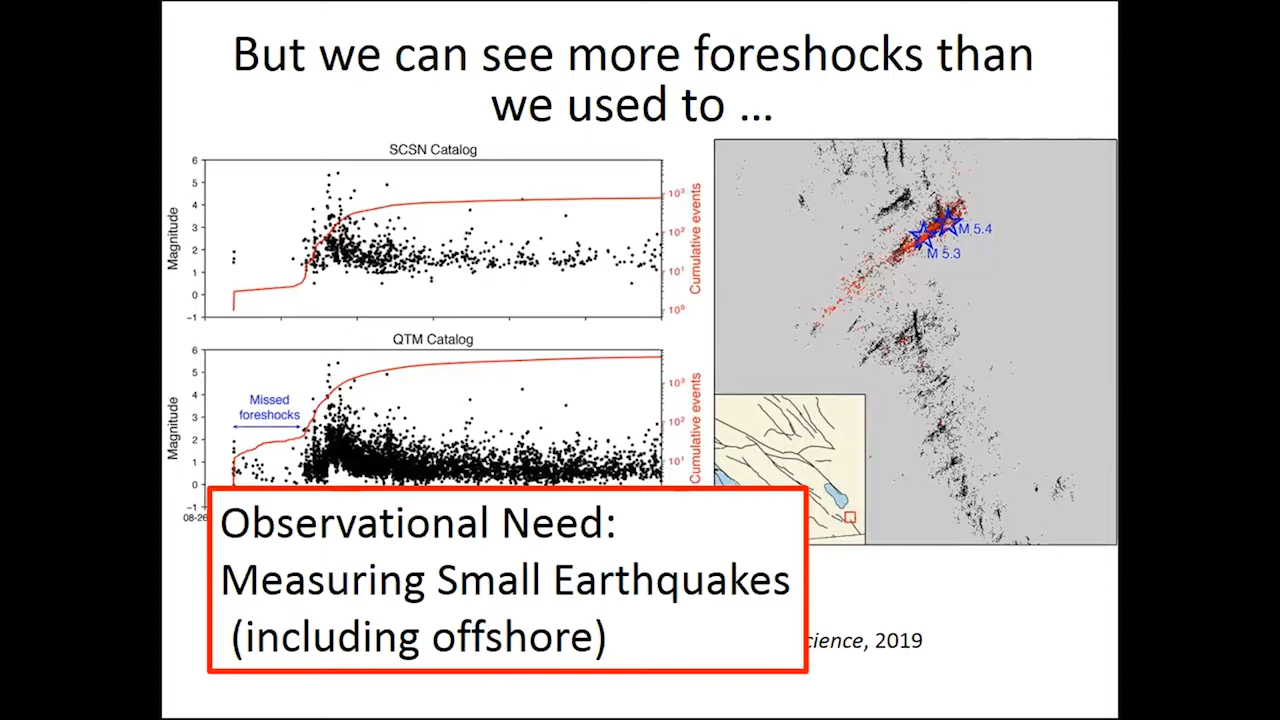 But we can see more foreshocks than
we used to ...
SCSN Catalog
6
5
4
3
2
1
0
−1
Magnitude
10³
10²
10¹
10⁰
Cumulative events
QTM Catalog
6
5
4
3
2
1
0
−1
Magnitude
Missed
foreshocks
10³
10²
10¹
Cumulative events
08-26
M 5.4
M 5.3
Observational Need:
Measuring Small Earthquakes
(including offshore)
cience, 2019